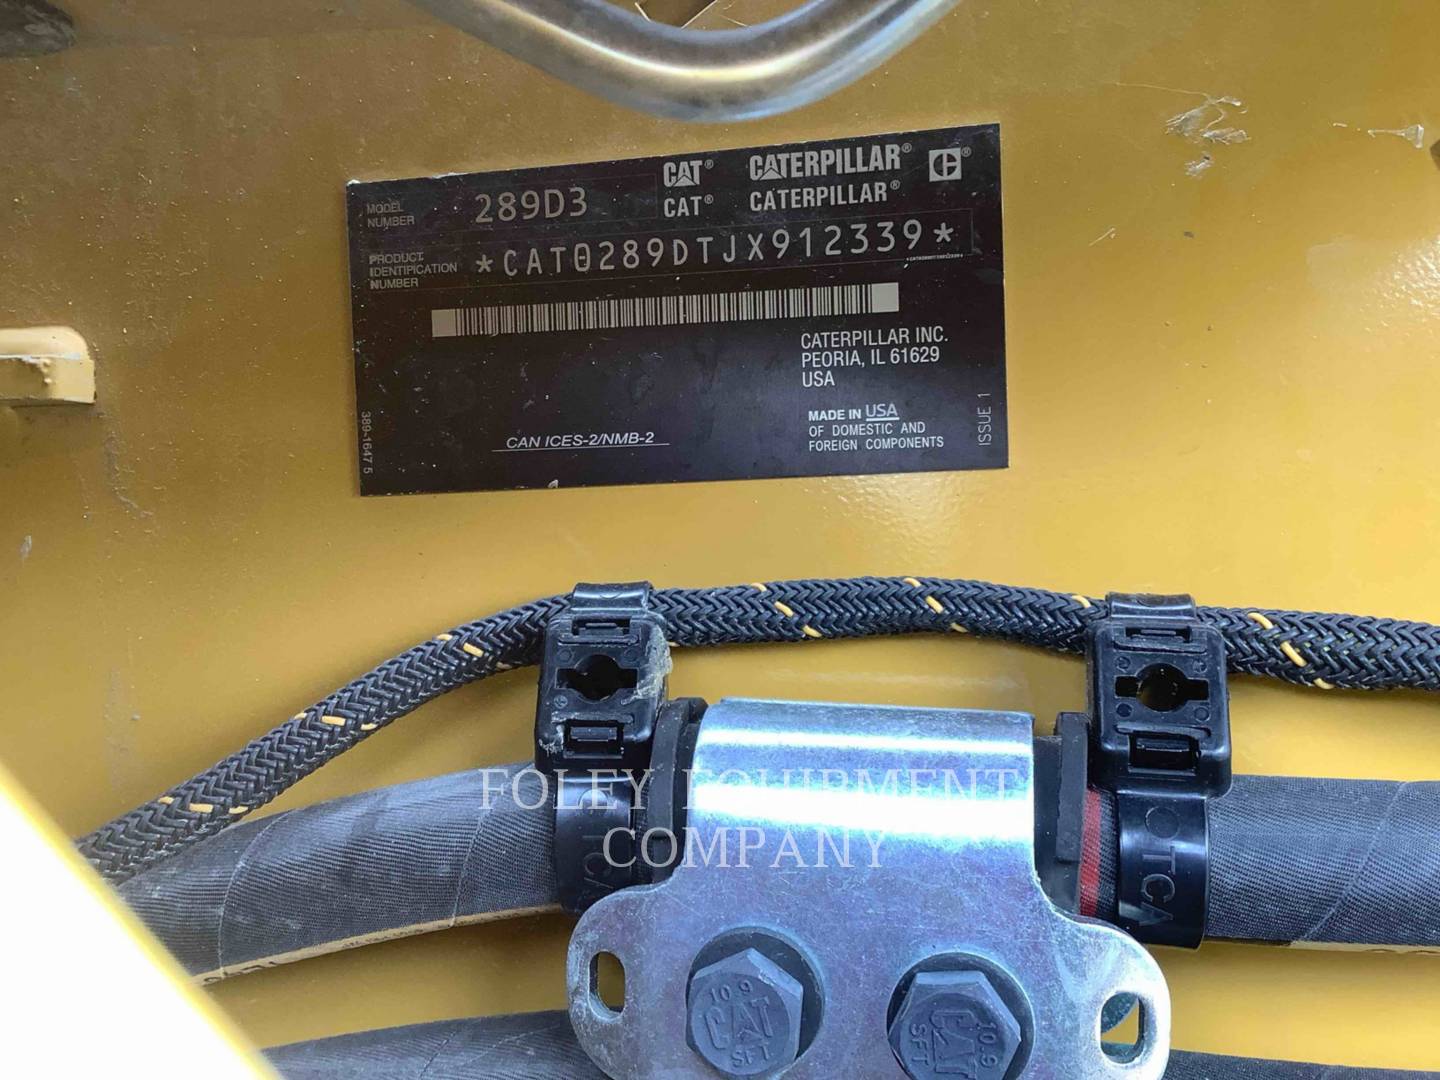 MODEL NUMBER 289D3
CAT® CATERPILLAR® C®
CAT® CATERPILLAR®
PRODUCT IDENTIFICATION NUMBER *CAT0289DTJX912339*
CATERPILLAR INC.
PEORIA, IL 61629
USA
MADE IN USA
OF DOMESTIC AND
FOREIGN COMPONENTS
CAN ICES-2/NMB-2
389-1647 5
ISSUE 1
FOLEY EQUIPMENT
COMPANY
TCA
TCA
10.9
CAT
SFT
10.9
CAT
SFT